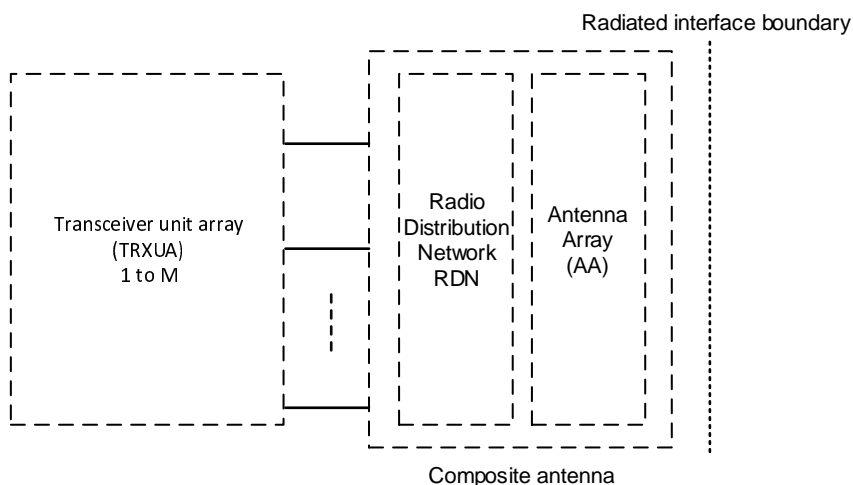 Radiated interface boundary
Transceiver unit array
(TRXUA)
1 to M
Radio
Distribution
Network
RDN
Antenna
Array
(AA)
Composite antenna